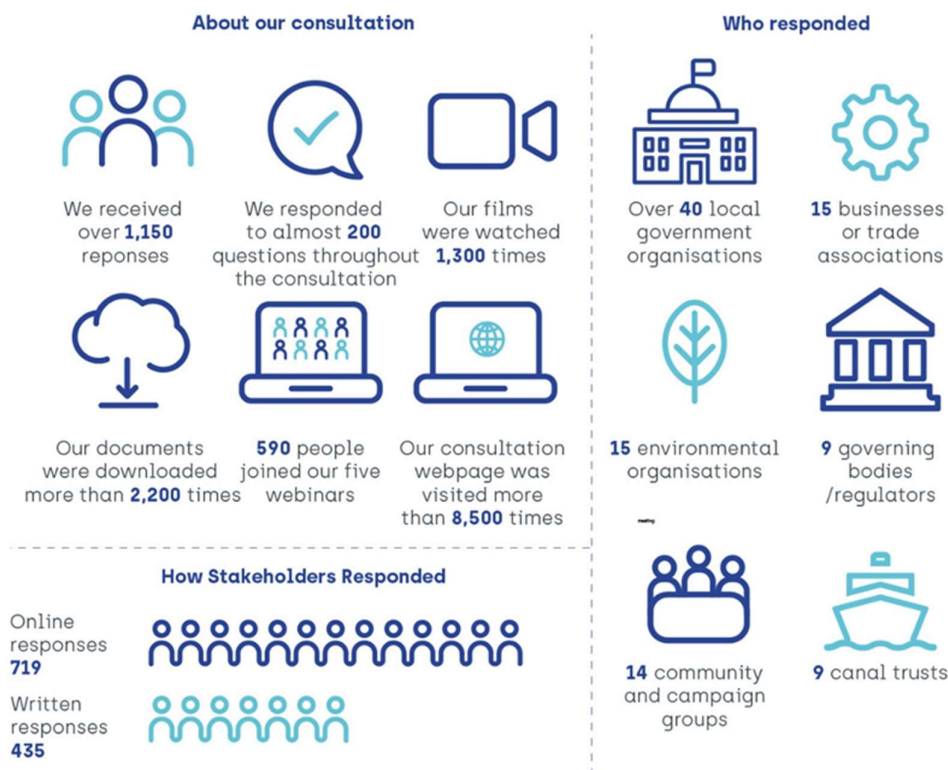 About our consultation
We received
over 1,150
reponses
We responded
to almost 200
questions throughout
the consultation
Our films
were watched
1,300 times
Our documents
were downloaded
more than 2,200 times
590 people
joined our five
webinars
Our consultation
webpage was
visited more
than 8,500 times
How Stakeholders Responded
Online
responses
719
Written
responses
435
Who responded
Over 40 local
government
organisations
15 businesses
or trade
associations
15 environmental
organisations
9 governing
bodies
/regulators
meeting
14 community
and campaign
groups
9 canal trusts